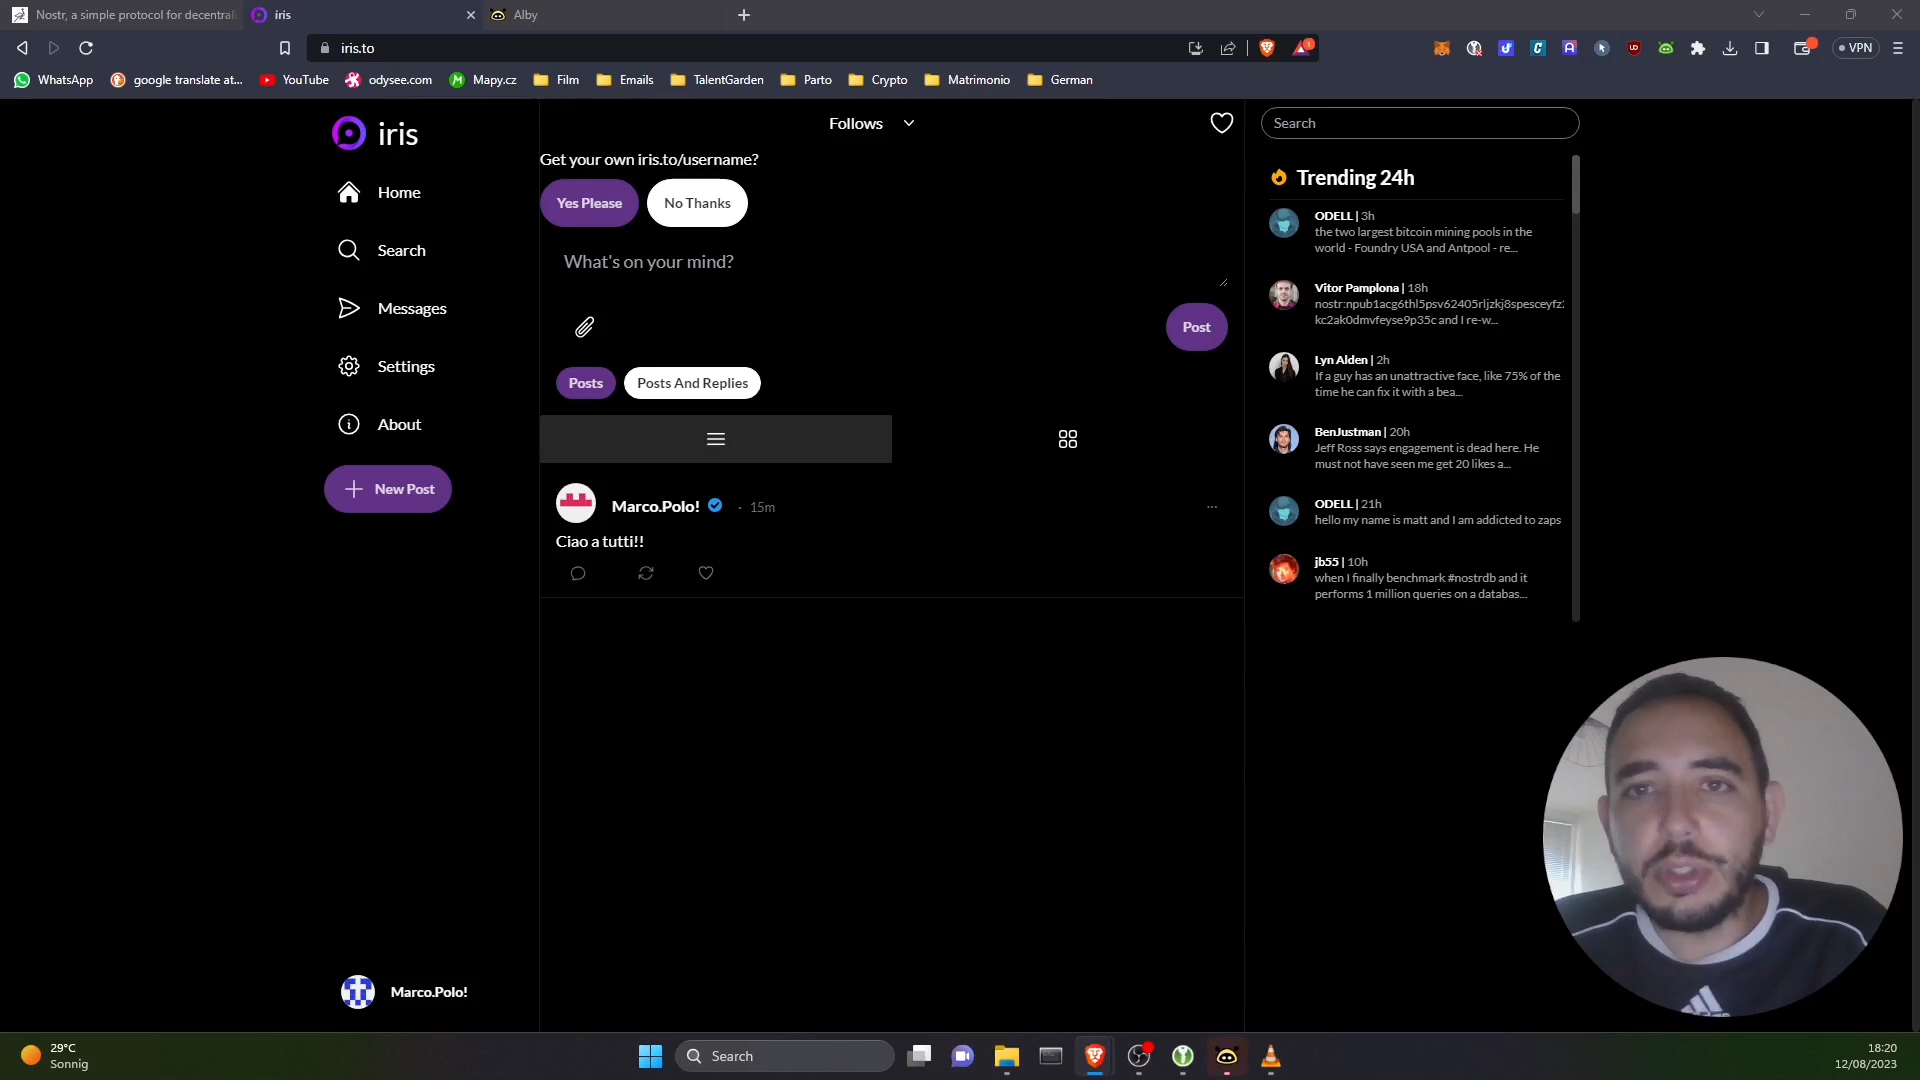 Nostr, a simple protocol for decentrali
iris
Alby
iris.to
1
VPN
WhatsApp
google translate at...
YouTube
odysee.com
Mapy.cz
Film
Emails
TalentGarden
Parto
Crypto
Matrimonio
German
iris
Home
Search
Messages
Settings
About
New Post
Marco.Polo!
Follows
Get your own iris.to/username?
Yes Please
No Thanks
What's on your mind?
Post
Posts
Posts And Replies
Marco.Polo! · 15m
Ciao a tutti!!
Search
Trending 24h
ODELL | 3h
the two largest bitcoin mining pools in the
world - Foundry USA and Antpool - re...
Vitor Pamplona | 18h
nostr:npub1acg6thl5psv62405rljzkj8spesceyfz
kc2ak0dmvfeyse9p35c and I re-w...
Lyn Alden | 2h
If a guy has an unattractive face, like 75% of the
time he can fix it with a bea...
BenJustman | 20h
Jeff Ross says engagement is dead here. He
must not have seen me get 20 likes a...
ODELL | 21h
hello my name is matt and I am addicted to zaps
jb55 | 10h
when I finally benchmark #nostrdb and it
performs 1 million queries on a databas...
29°C
Sonnig
Search
18:20
12/08/2023